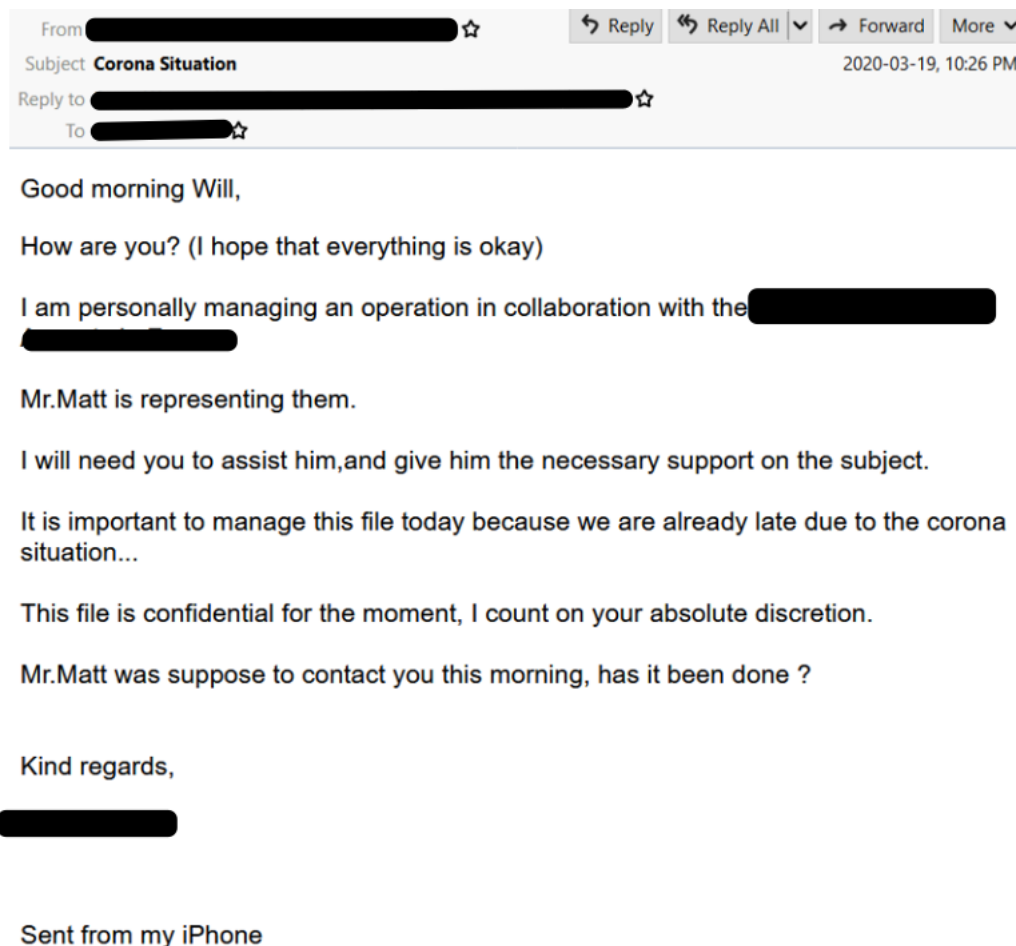 From
Reply
Reply All
Forward
More
Subject Corona Situation
2020-03-19, 10:26 PM
Reply to
To
Good morning Will,
How are you? (I hope that everything is okay)
I am personally managing an operation in collaboration with the
Mr.Matt is representing them.
I will need you to assist him,and give him the necessary support on the subject.
It is important to manage this file today because we are already late due to the corona
situation...
This file is confidential for the moment, I count on your absolute discretion.
Mr.Matt was suppose to contact you this morning, has it been done ?
Kind regards,
Sent from my iPhone